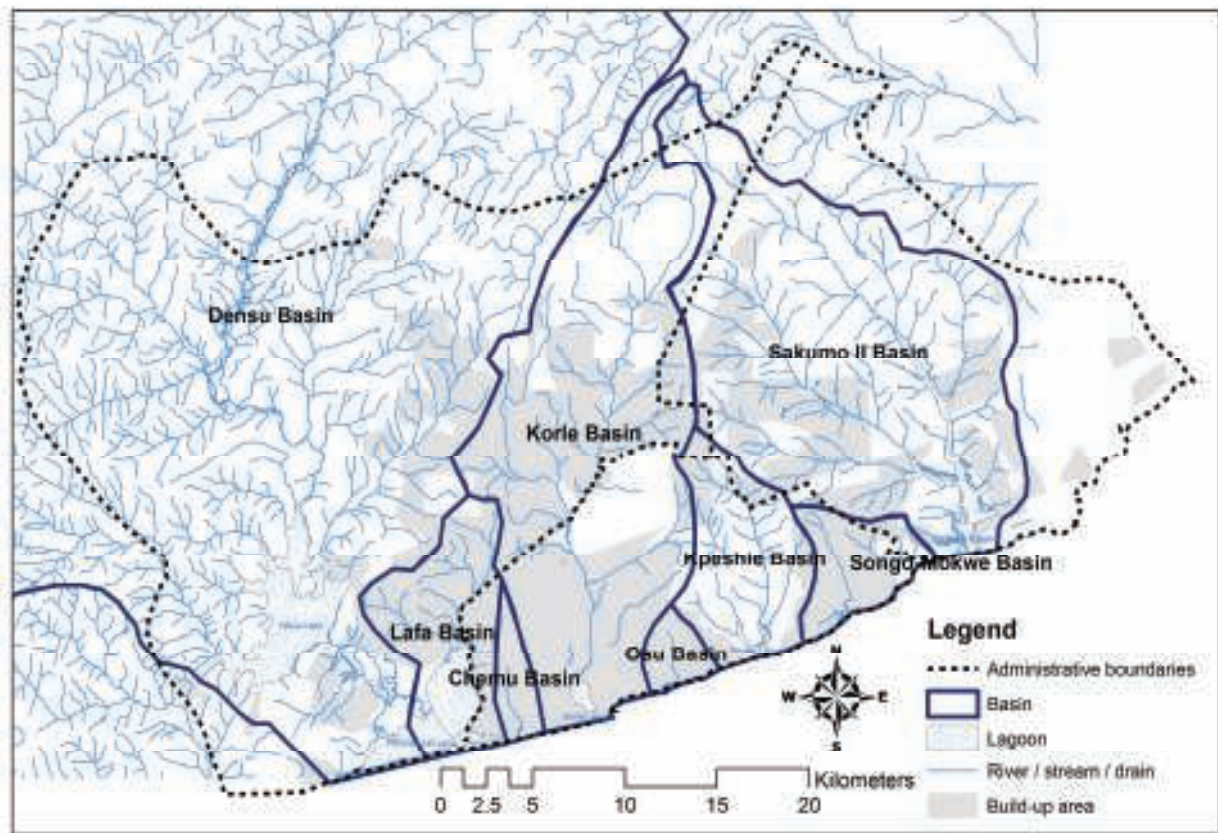 Densu Basin
Sakumo II Basin
Korle Basin
Kpeshie Basin
Songo Mokwe Basin
Lafa Basin
Osu Basin
Chemu Basin
N
W E
S
Legend
Administrative boundaries
Basin
Lagoon
River / stream / drain
Build-up area
Kilometers
0 2.5 5 10 15 20